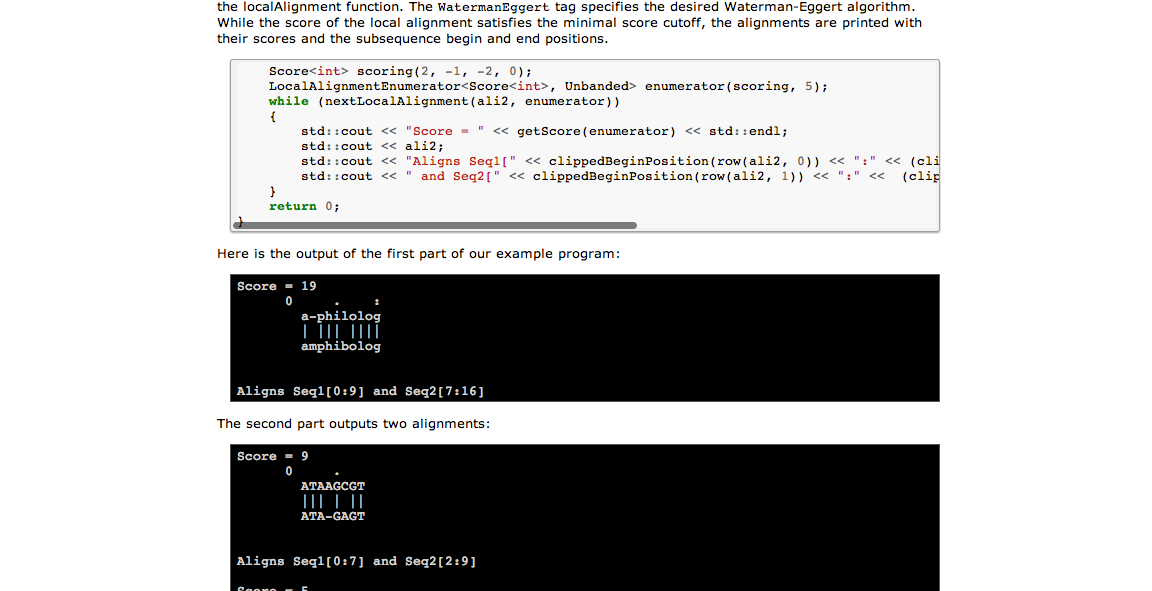 the localAlignment function. The WatermanEggert tag specifies the desired Waterman-Eggert algorithm.
While the score of the local alignment satisfies the minimal score cutoff, the alignments are printed with
their scores and the subsequence begin and end positions.
Score<int> scoring(2, -1, -2, 0);
LocalAlignmentEnumerator<Score<int>, Unbanded> enumerator(scoring, 5);
while (nextLocalAlignment(ali2, enumerator))
{
std::cout << "Score = " << getScore(enumerator) << std::endl;
std::cout << ali2;
std::cout << "Aligns Seq1[" << clippedBeginPosition(row(ali2, 0)) << ":" << (cli
std::cout << " and Seq2[" << clippedBeginPosition(row(ali2, 1)) << ":" <<  (clip
}
return 0;
}
Here is the output of the first part of our example program:
Score = 19
0     .    :
a-philolog
| ||| ||||
amphibolog
Aligns Seq1[0:9] and Seq2[7:16]
The second part outputs two alignments:
Score = 9
0     .
ATAAGCGT
||| | ||
ATA-GAGT
Aligns Seq1[0:7] and Seq2[2:9]
Score = 5